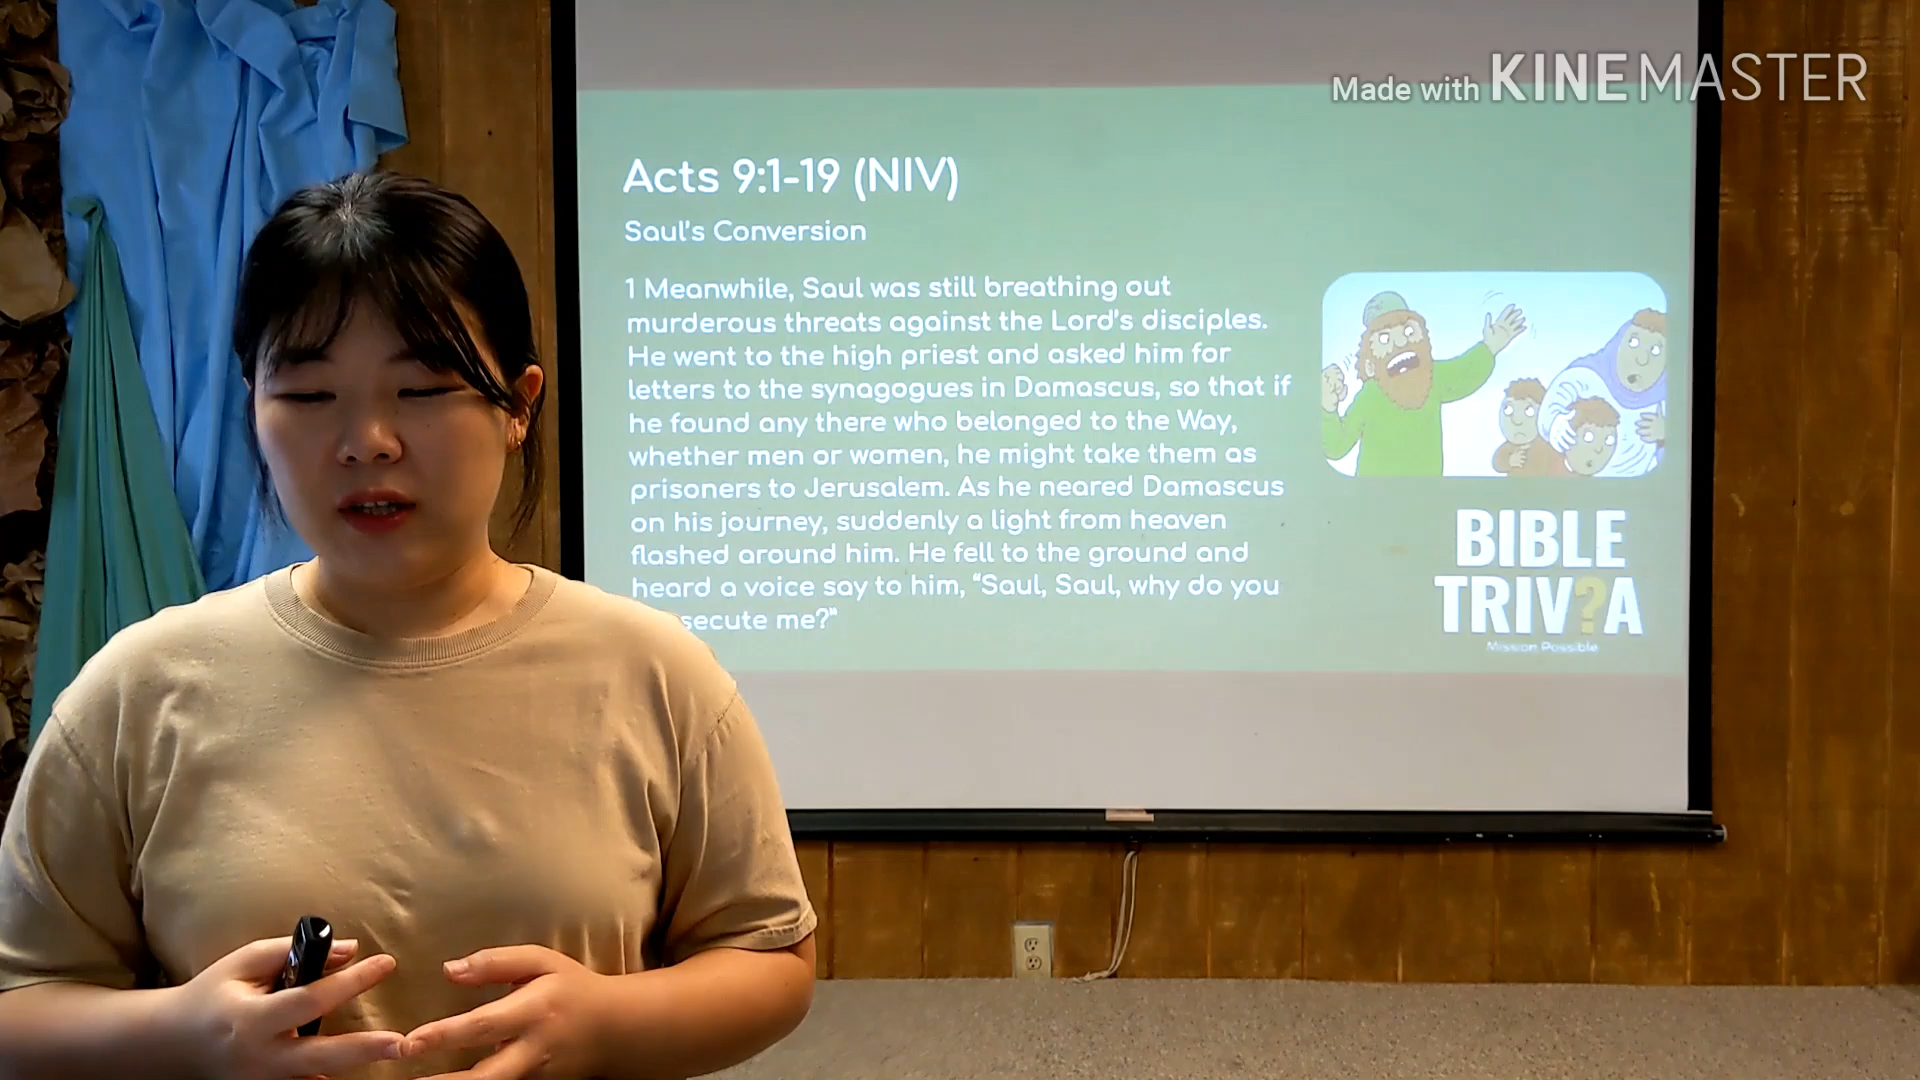 Made with KINEMASTER
Acts 9:1-19 (NIV)
Saul's Conversion
1 Meanwhile, Saul was still breathing out
murderous threats against the Lord's disciples.
He went to the high priest and asked him for
letters to the synagogues in Damascus, so that if
he found any there who belonged to the Way,
whether men or women, he might take them as
prisoners to Jerusalem. As he neared Damascus
on his journey, suddenly a light from heaven
flashed around him. He fell to the ground and
heard a voice say to him, "Saul, Saul, why do you
secute me?"
BIBLE
TRIV?A
Mission Possible